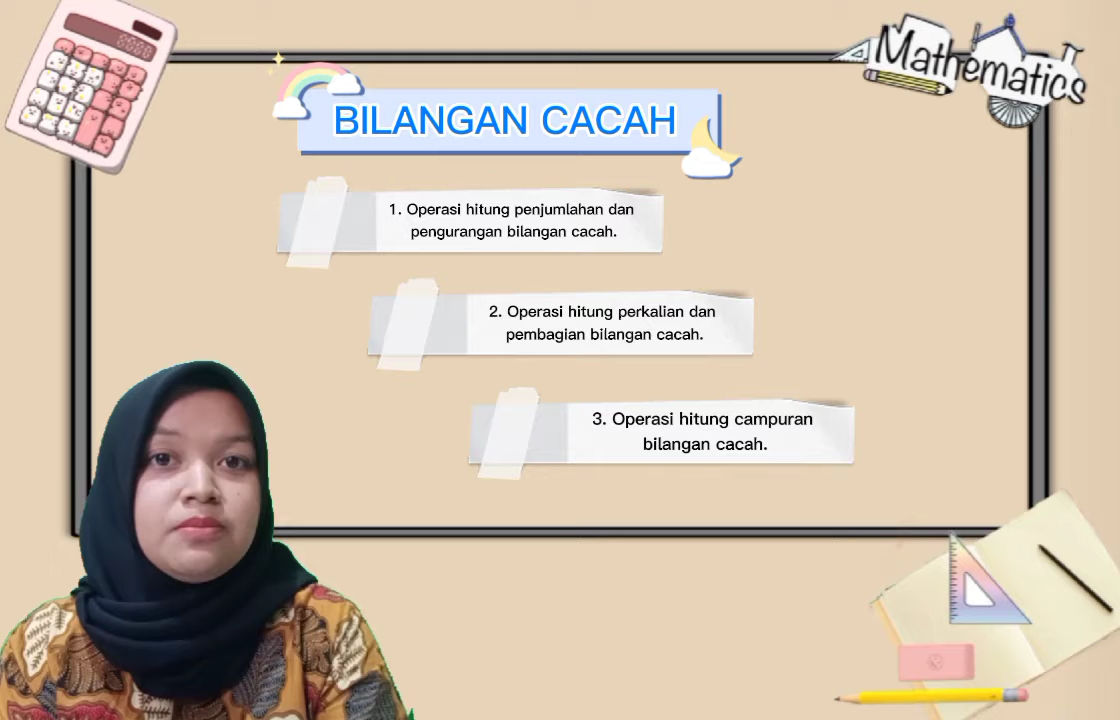 Mathematics
BILANGAN CACAH
1. Operasi hitung penjumlahan dan
pengurangan bilangan cacah.
2. Operasi hitung perkalian dan
pembagian bilangan cacah.
3. Operasi hitung campuran
bilangan cacah.